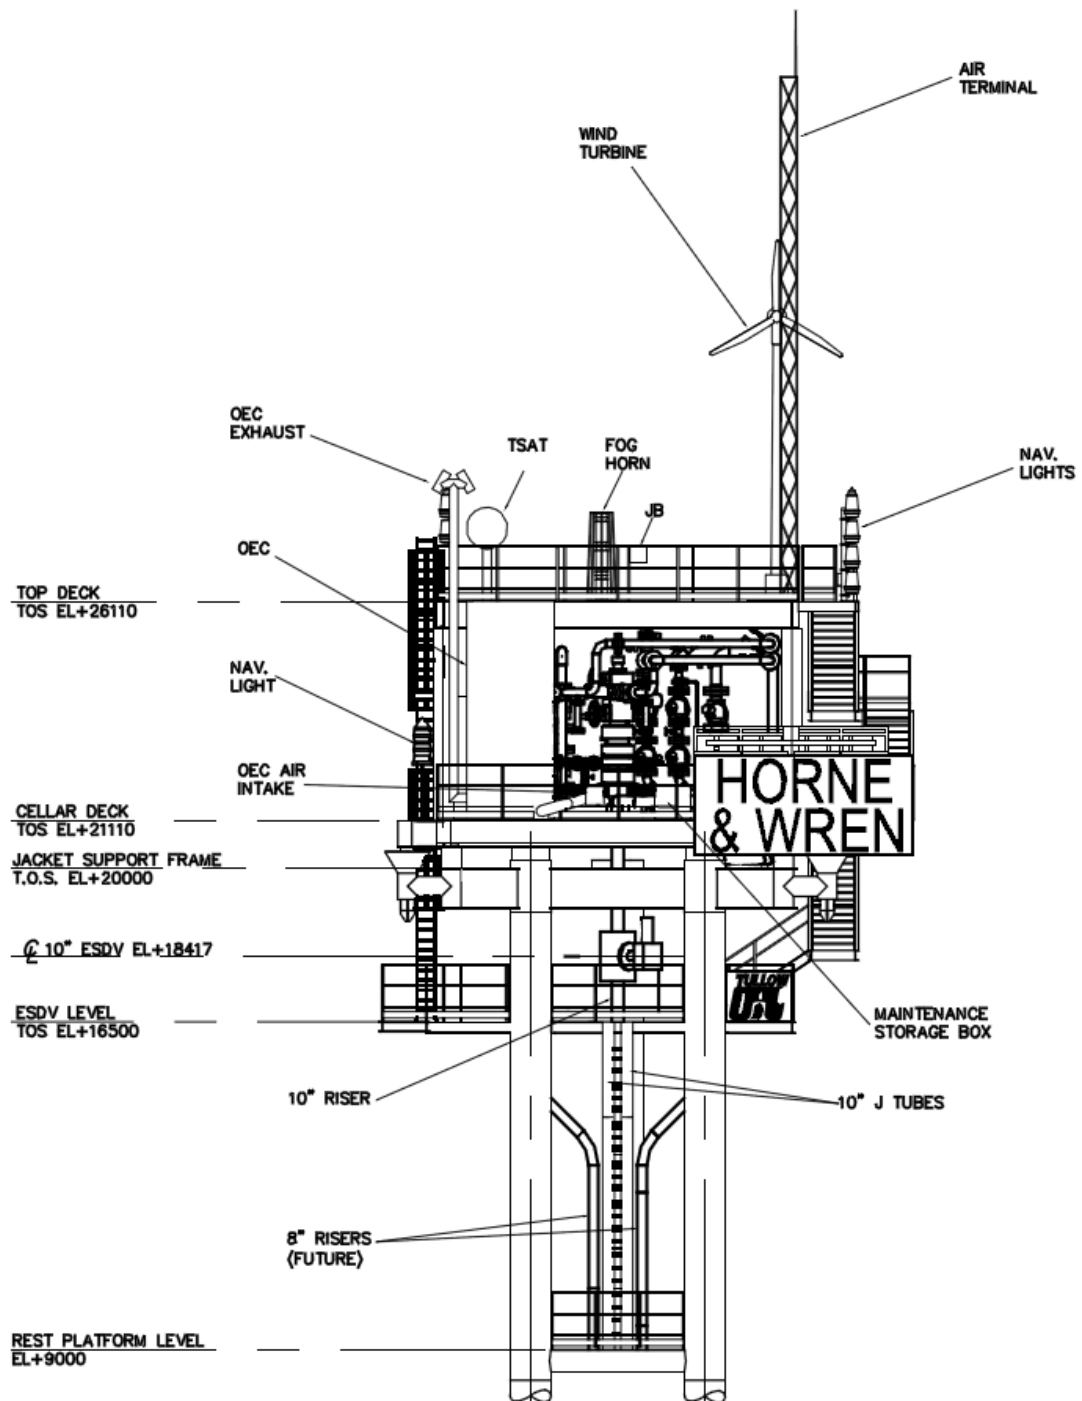 AIR
TERMINAL
WIND
TURBINE
OEC
EXHAUST
TSAT
FOG
HORN
NAV.
LIGHTS
JB
OEC
TOP DECK
TOS EL+26110
NAV.
LIGHT
OEC AIR
INTAKE
HORNE
& WREN
CELLAR DECK
TOS EL+21110
JACKET SUPPORT FRAME
T.O.S. EL+20000
℄ 10" ESDV EL+18417
TULLOW
OIL
ESDV LEVEL
TOS EL+16500
MAINTENANCE
STORAGE BOX
10" RISER
10" J TUBES
8" RISERS
(FUTURE)
REST PLATFORM LEVEL
EL+9000